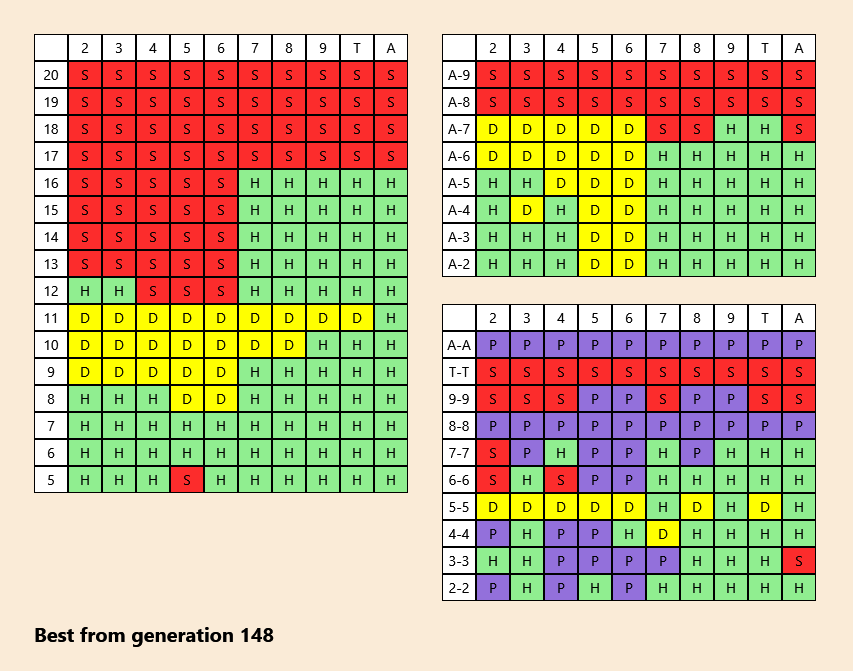 2 3 4 5 6 7 8 9 T A
20 S S S S S S S S S S
19 S S S S S S S S S S
18 S S S S S S S S S S
17 S S S S S S S S S S
16 S S S S S H H H H H
15 S S S S S H H H H H
14 S S S S S H H H H H
13 S S S S S H H H H H
12 H H S S S H H H H H
11 D D D D D D D D D H
10 D D D D D D D H H H
9 D D D D D H H H H H
8 H H H D D H H H H H
7 H H H H H H H H H H
6 H H H H H H H H H H
5 H H H S H H H H H H
2 3 4 5 6 7 8 9 T A
A-9 S S S S S S S S S S
A-8 S S S S S S S S S S
A-7 D D D D D S S H H S
A-6 D D D D D H H H H H
A-5 H H D D D H H H H H
A-4 H D H D D H H H H H
A-3 H H H D D H H H H H
A-2 H H H D D H H H H H
2 3 4 5 6 7 8 9 T A
A-A P P P P P P P P P P
T-T S S S S S S S S S S
9-9 S S S P P S P P S S
8-8 P P P P P P P P P P
7-7 S P H P P H P H H H
6-6 S H S P P H H H H H
5-5 D D D D D H D H D H
4-4 P H P P H D H H H H
3-3 H H P P P P H H H S
2-2 P H P H P H H H H H
Best from generation 148